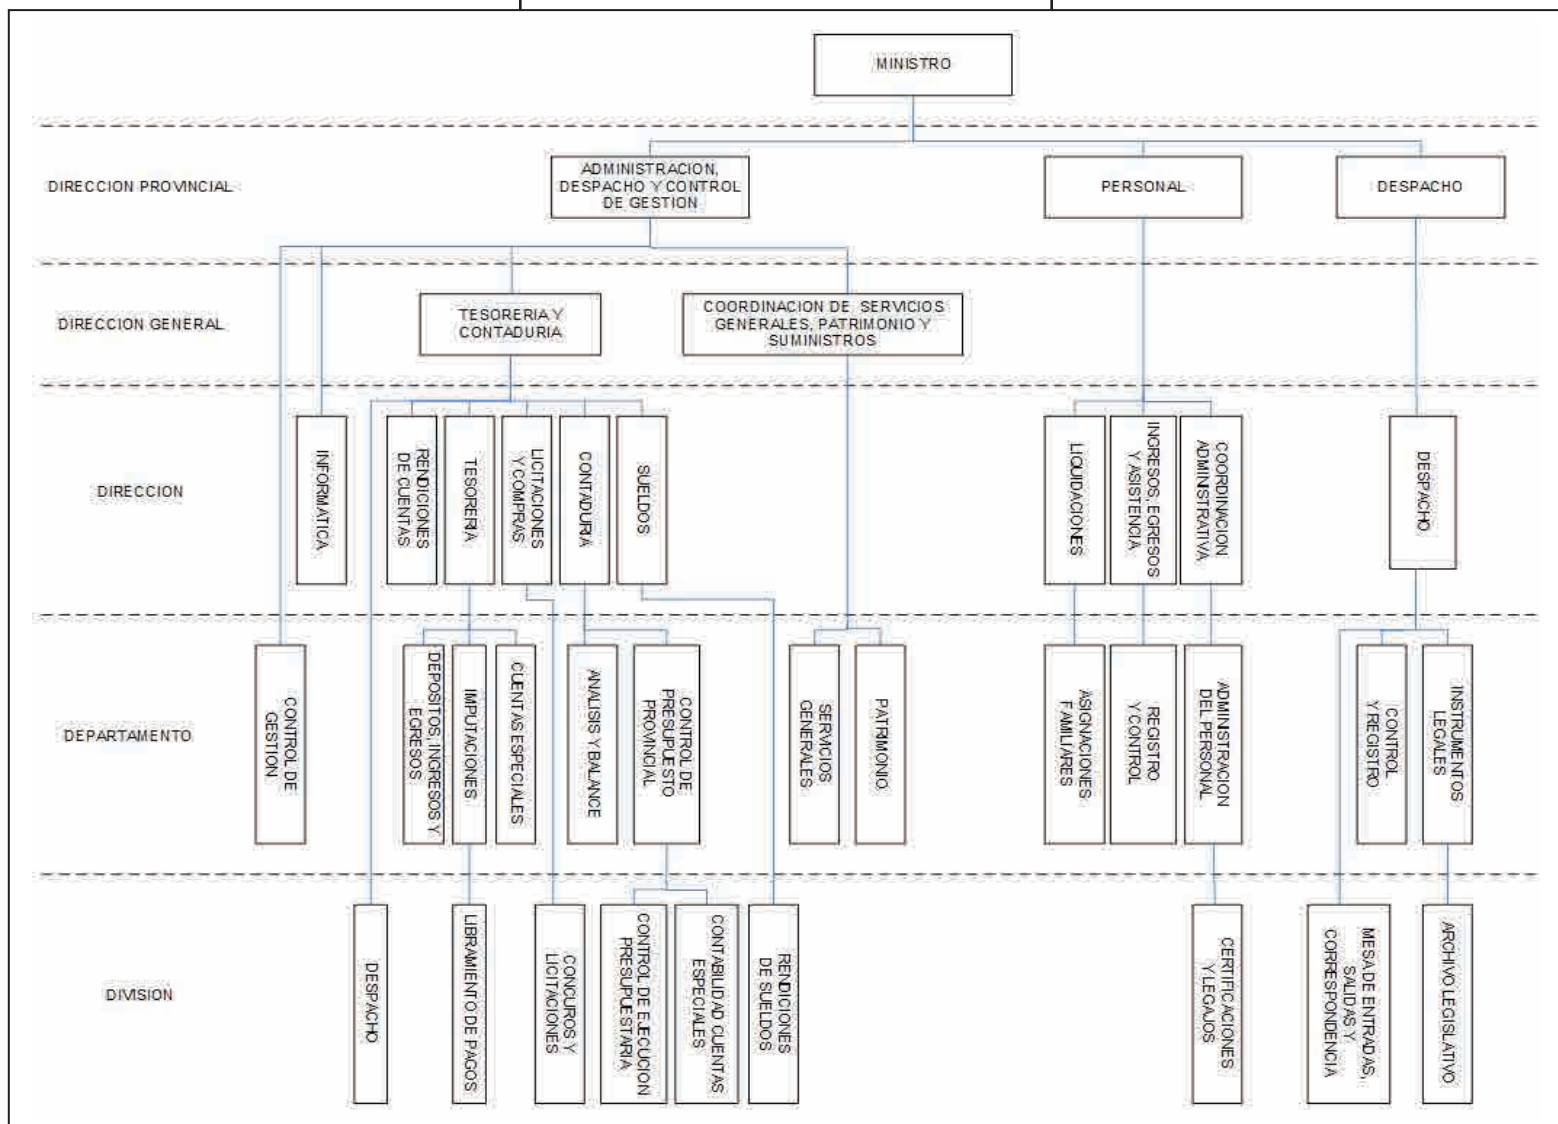 MINISTRO
DIRECCION PROVINCIAL
ADMINISTRACION,
DESPACHO Y CONTROL
DE GESTION
PERSONAL
DESPACHO
DIRECCION GENERAL
TESORERIA Y
CONTADURIA
COORDINACION DE SERVICIOS
GENERALES, PATRIMONIO Y
SUMINISTROS
DIRECCION
INFORMATICA
RENDICIONES
DE CUENTAS
TESORERIA
LICITACIONES
Y COMPRAS
CONTADURIA
SUELDOS
LIQUIDACIONES
INGRESOS, EGRESOS
Y ASISTENCIA
COORDINACION
ADMINISTRATIVA
DESPACHO
DEPARTAMENTO
CONTROL DE
GESTION
DEPOSITOS, INGRESOS Y
EGRESOS
IMPUTACIONES
CUENTAS ESPECIALES
ANALISIS Y BALANCE
CONTROL DE
PRESUPUESTO
PROVINCIAL
SERVICIOS
GENERALES
PATRIMONIO
ASIGNACIONES
FAMILIARES
REGISTRO
Y CONTROL
ADMINISTRACION
DEL PERSONAL
CONTROL
Y REGISTRO
INSTRUMENTOS
LEGALES
DIVISION
DESPACHO
LIBRAMIENTO DE PAGOS
CONCUROS Y
LICITACIONES
CONTROL DE EJECUCION
PRESUPUESTARIA
CONTABILIDAD CUENTAS
ESPECIALES
RENDICIONES
DE SUELDOS
CERTIFICACIONES
Y LEGAJOS
MESA DE ENTRADAS,
SALIDAS Y
CORRESPONDENCIA
ARCHIVO LEGISLATIVO